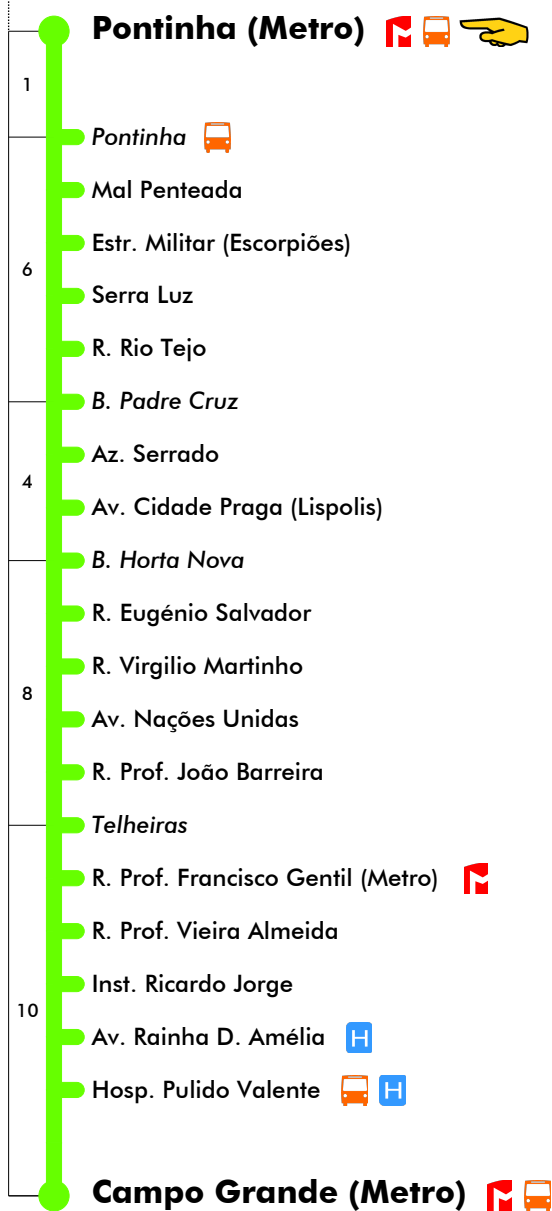 Pontinha (Metro)
1
Pontinha
Mal Penteada
Estr. Militar (Escorpiões)
6
Serra Luz
R. Rio Tejo
B. Padre Cruz
Az. Serrado
4
Av. Cidade Praga (Lispolis)
B. Horta Nova
R. Eugénio Salvador
R. Virgilio Martinho
8
Av. Nações Unidas
R. Prof. João Barreira
Telheiras
R. Prof. Francisco Gentil (Metro)
R. Prof. Vieira Almeida
Inst. Ricardo Jorge
10
Av. Rainha D. Amélia H
Hosp. Pulido Valente H
Campo Grande (Metro)